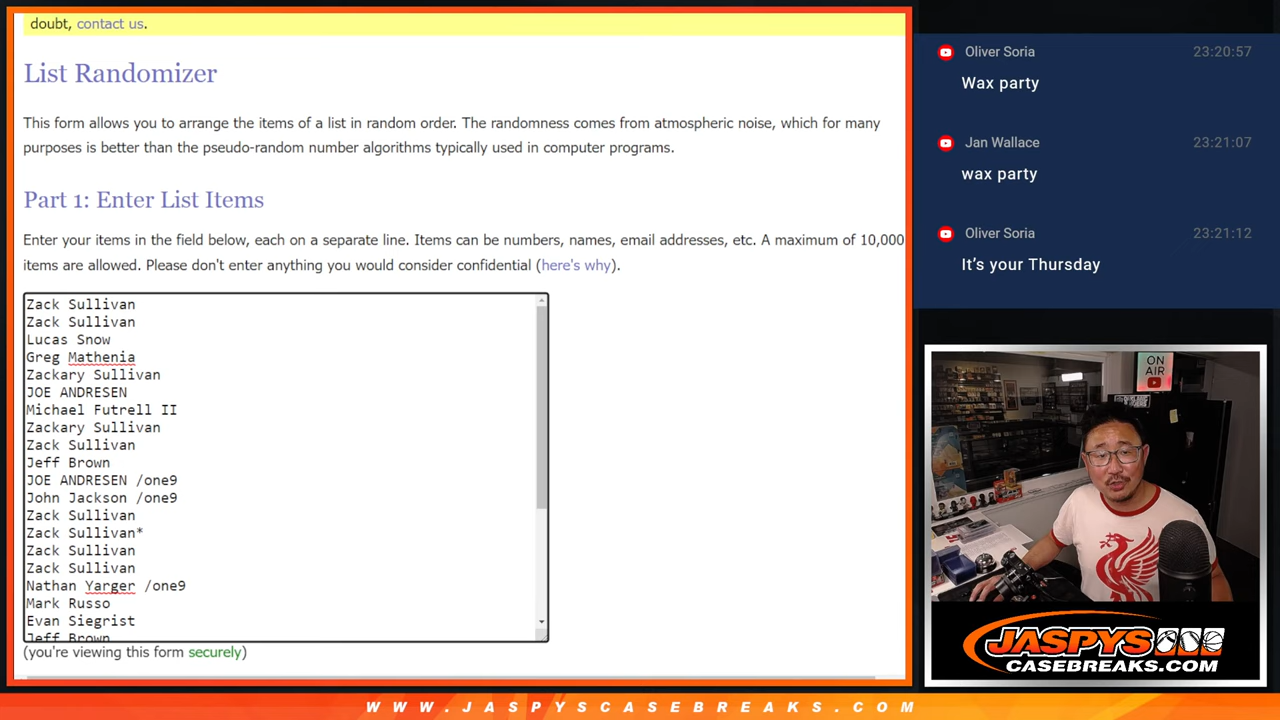 doubt, contact us.
List Randomizer
This form allows you to arrange the items of a list in random order. The randomness comes from atmospheric noise, which for many
purposes is better than the pseudo-random number algorithms typically used in computer programs.
Part 1: Enter List Items
Enter your items in the field below, each on a separate line. Items can be numbers, names, email addresses, etc. A maximum of 10,000
items are allowed. Please don't enter anything you would consider confidential (here's why).
Zack Sullivan
Zack Sullivan
Lucas Snow
Greg Mathenia
Zackary Sullivan
JOE ANDRESEN
Michael Futrell II
Zackary Sullivan
Zack Sullivan
Jeff Brown
JOE ANDRESEN /one9
John Jackson /one9
Zack Sullivan
Zack Sullivan*
Zack Sullivan
Zack Sullivan
Nathan Yarger /one9
Mark Russo
Evan Siegrist
Jeff Brown
(you're viewing this form securely)
Oliver Soria 23:20:57
Wax party
Jan Wallace 23:21:07
wax party
Oliver Soria 23:21:12
It's your Thursday
ON
AIR
JASPYS
CASEBREAKS.COM
WWW.JASPYSCASEBREAKS.COM